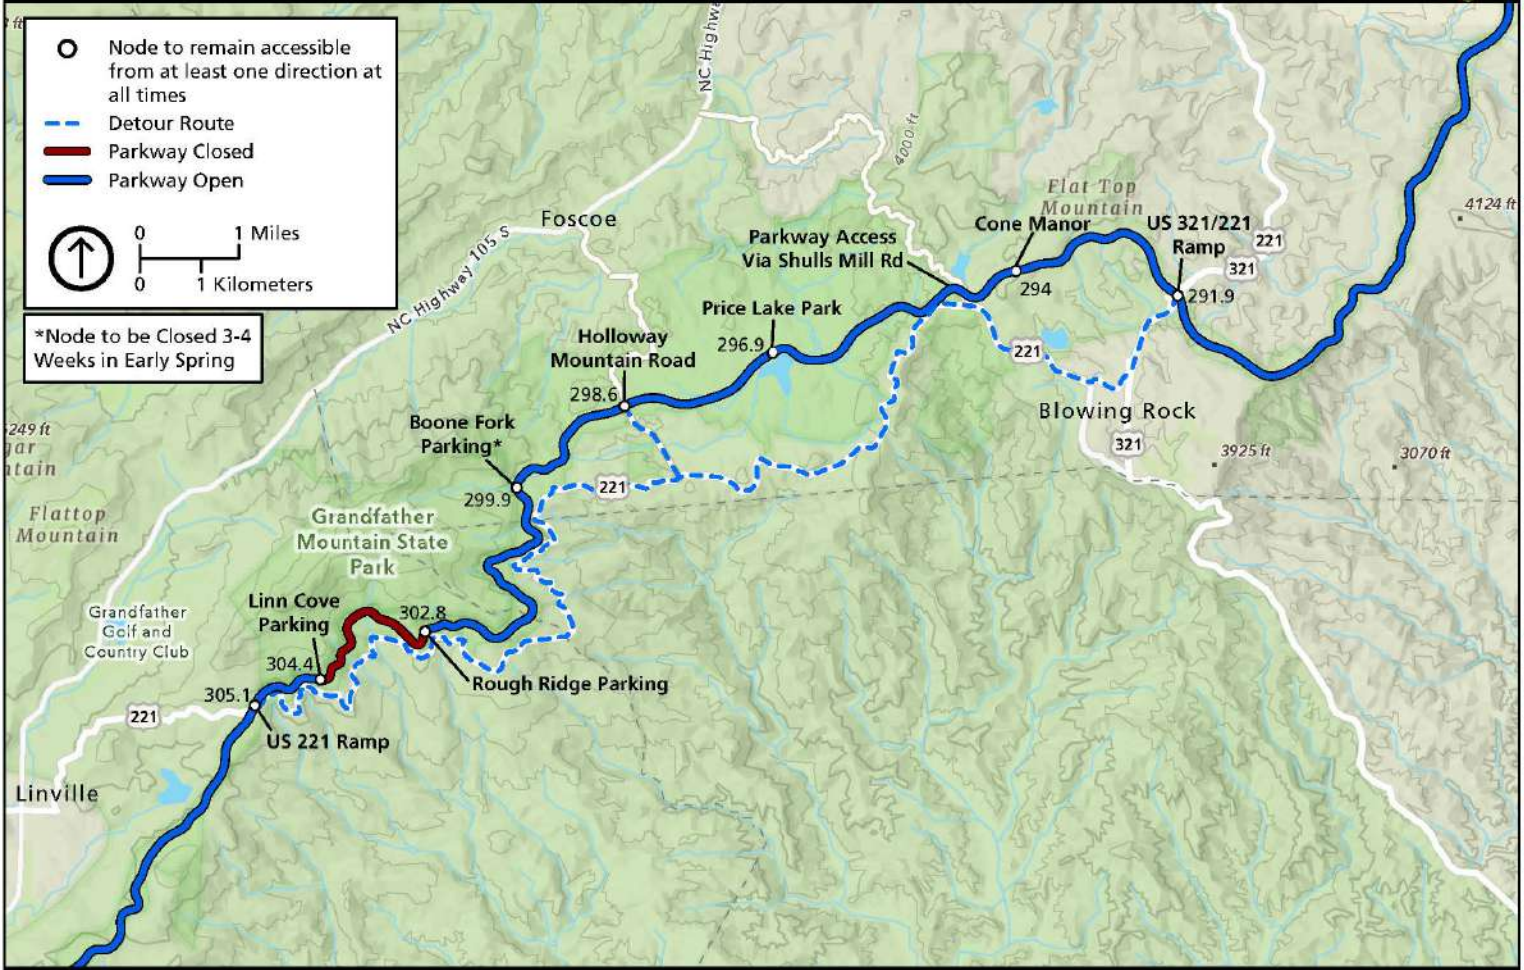 Node to remain accessible
from at least one direction at
all times
Detour Route
Parkway Closed
Parkway Open
0 1 Miles
0 1 Kilometers
*Node to be Closed 3-4
Weeks in Early Spring
NC Highway
4000 ft
Foscoe
NC Highway 105 S
Flat Top
Mountain
4124 ft
Cone Manor
294
US 321/221
Ramp
221
321
291.9
Parkway Access
Via Shulls Mill Rd
Price Lake Park
296.9
Holloway
Mountain Road
298.6
221
Blowing Rock
321
3925 ft
3070 ft
Boone Fork
Parking*
299.9
221
Flattop
Mountain
Grandfather
Mountain State
Park
Grandfather
Golf and
Country Club
Linn Cove
Parking
302.8
304.4
305.1
Rough Ridge Parking
221
US 221 Ramp
Linville